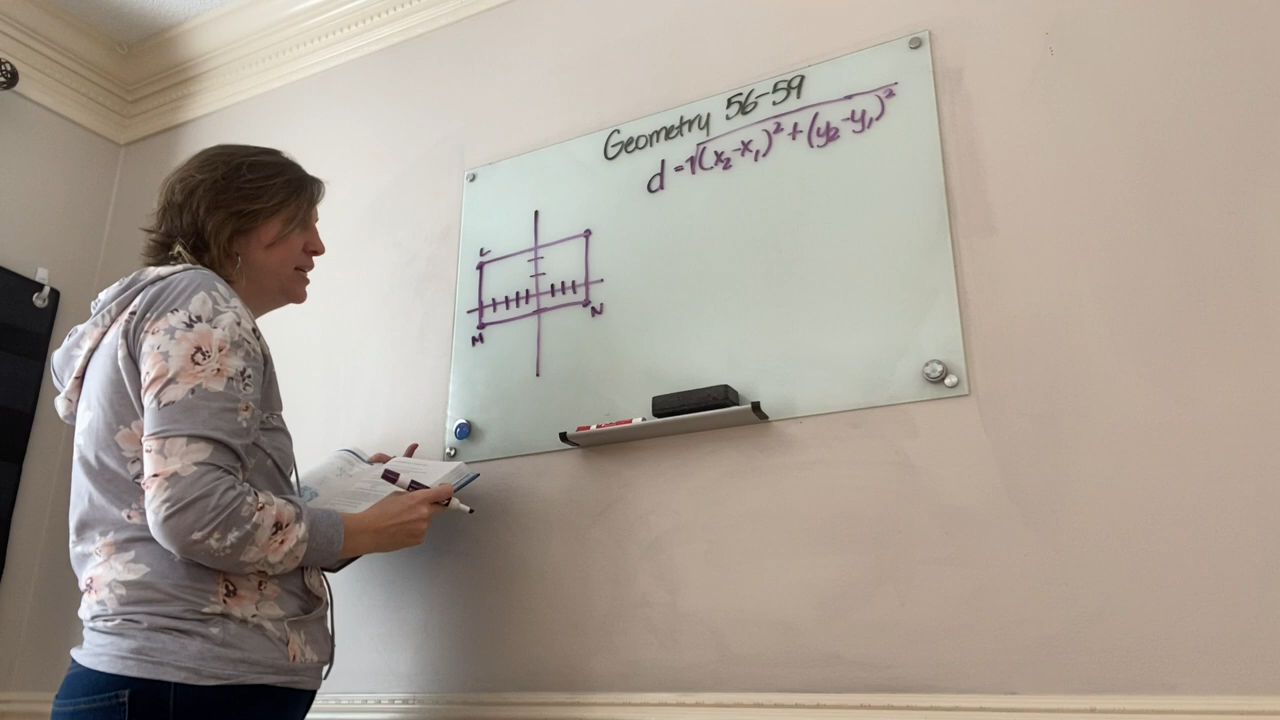 Geometry 56-59
d = √(x₂-x₁)² + (y₂-y₁)²
L
M
N